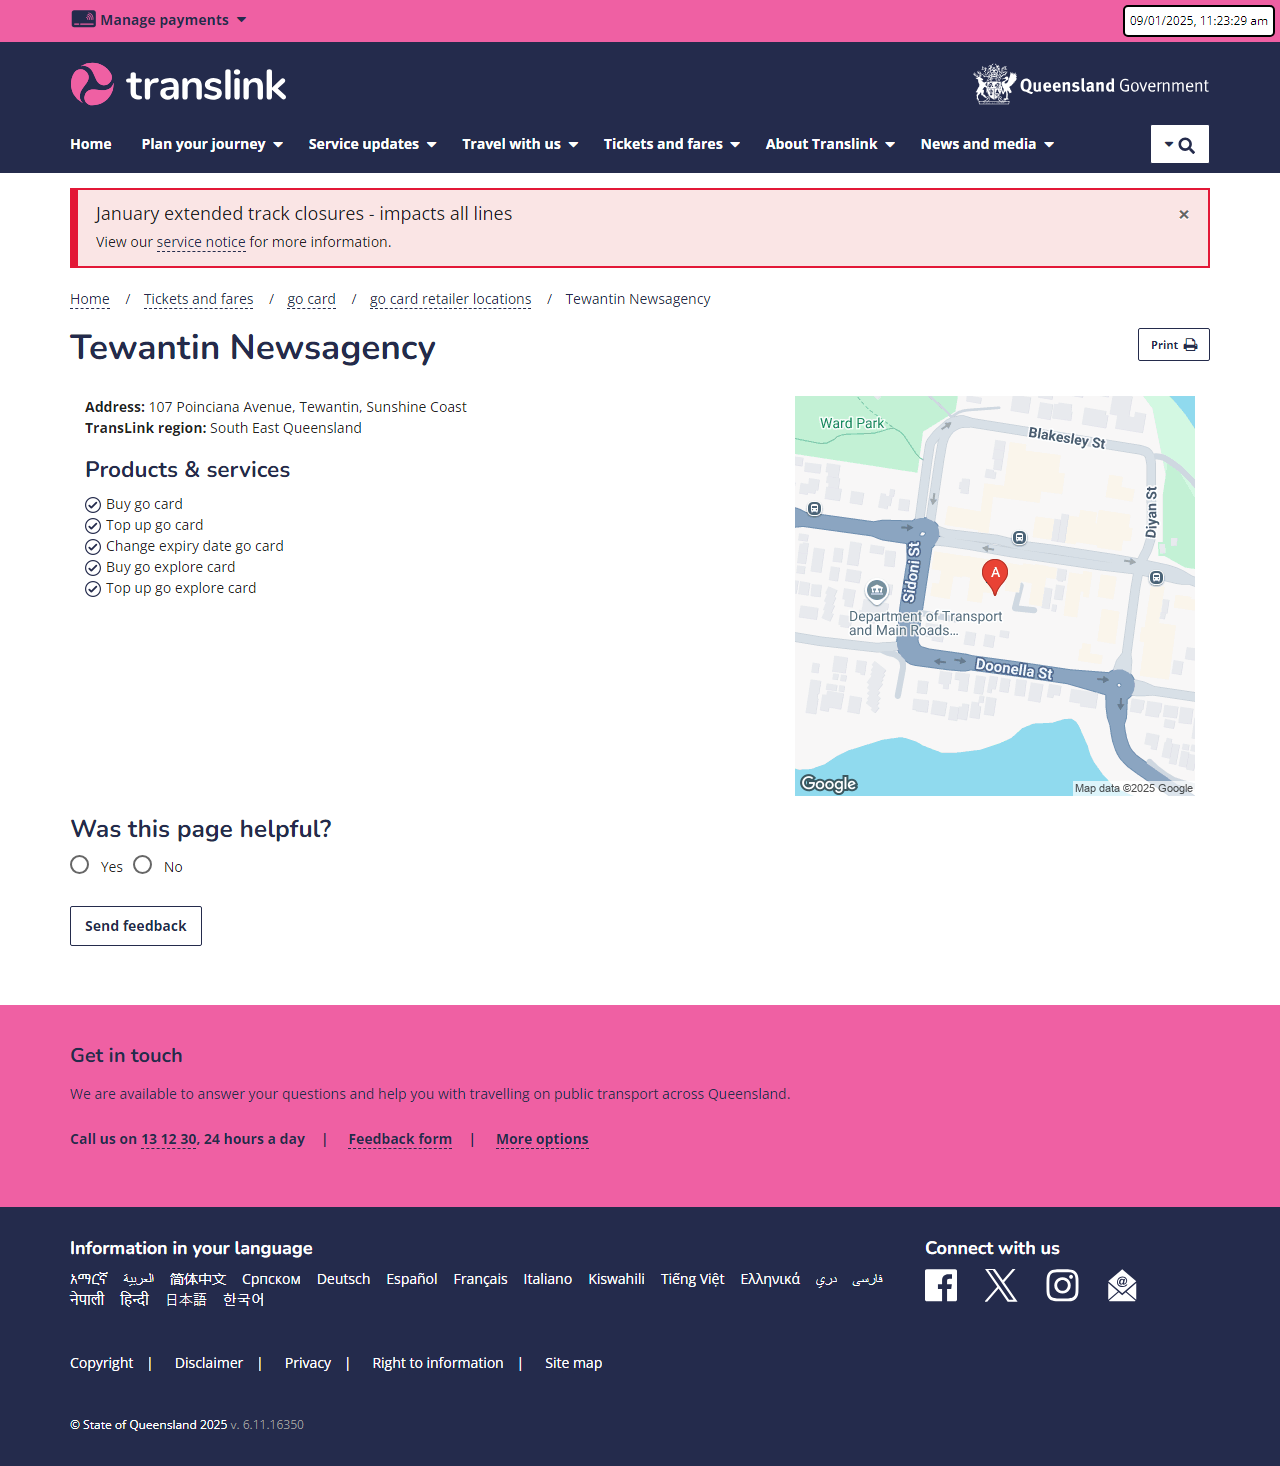 Manage payments
09/01/2025, 11:23:29 am
translink
Queensland Government
Home Plan your journey Service updates Travel with us Tickets and fares About Translink News and media
January extended track closures - impacts all lines ×
View our service notice for more information.
Home / Tickets and fares / go card / go card retailer locations / Tewantin Newsagency
Tewantin Newsagency
Print
Address: 107 Poinciana Avenue, Tewantin, Sunshine Coast
TransLink region: South East Queensland
Products & services
Buy go card
Top up go card
Change expiry date go card
Buy go explore card
Top up go explore card
Ward Park
Blakesley St
Diyan St
Sidoni St
A
Department of Transport
and Main Roads...
Doonella St
Google
Map data ©2025 Google
Was this page helpful?
Yes No
Send feedback
Get in touch
We are available to answer your questions and help you with travelling on public transport across Queensland.
Call us on 13 12 30, 24 hours a day | Feedback form | More options
Information in your language
አማርኛ العربية 简体中文 Српском Deutsch Español Français Italiano Kiswahili Tiếng Việt Ελληνικά دري فارسی
नेपाली हिन्दी 日本語 한국어
Connect with us
Copyright | Disclaimer | Privacy | Right to information | Site map
© State of Queensland 2025 v. 6.11.16350